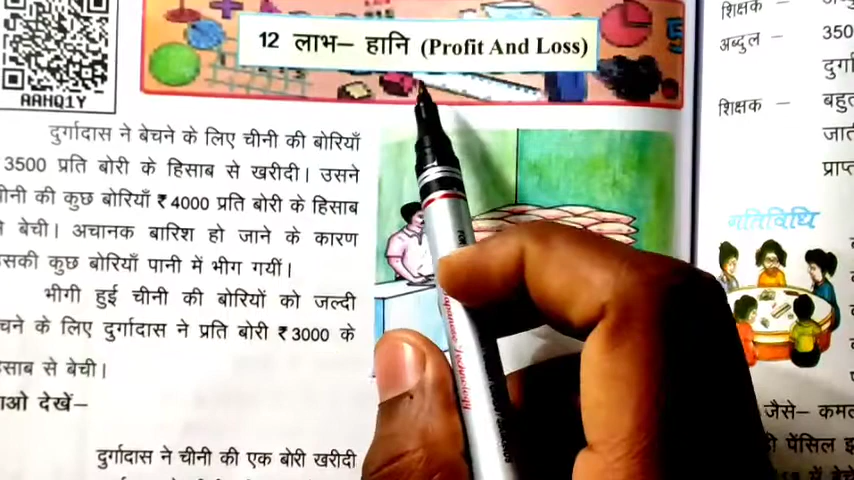 AAHQ1Y
12 लाभ– हानि (Profit And Loss)
दुर्गादास ने बेचने के लिए चीनी की बोरियाँ
3500 प्रति बोरी के हिसाब से खरीदी। उसने
की कुछ बोरियाँ ₹ 4000 प्रति बोरी के हिसाब
बेची। अचानक बारिश हो जाने के कारण
कुछ बोरियाँ पानी में भीग गयीं।
भीगी हुई चीनी की बोरियों को जल्दी
के लिए दुर्गादास ने प्रति बोरी ₹ 3000 के
से बेची।
देखें–
दुर्गादास ने चीनी की एक बोरी खरीदी
शिक्षक –
अब्दुल – 350
शिक्षक –
गतिविधि
जैसे– कमल
पेंसिल